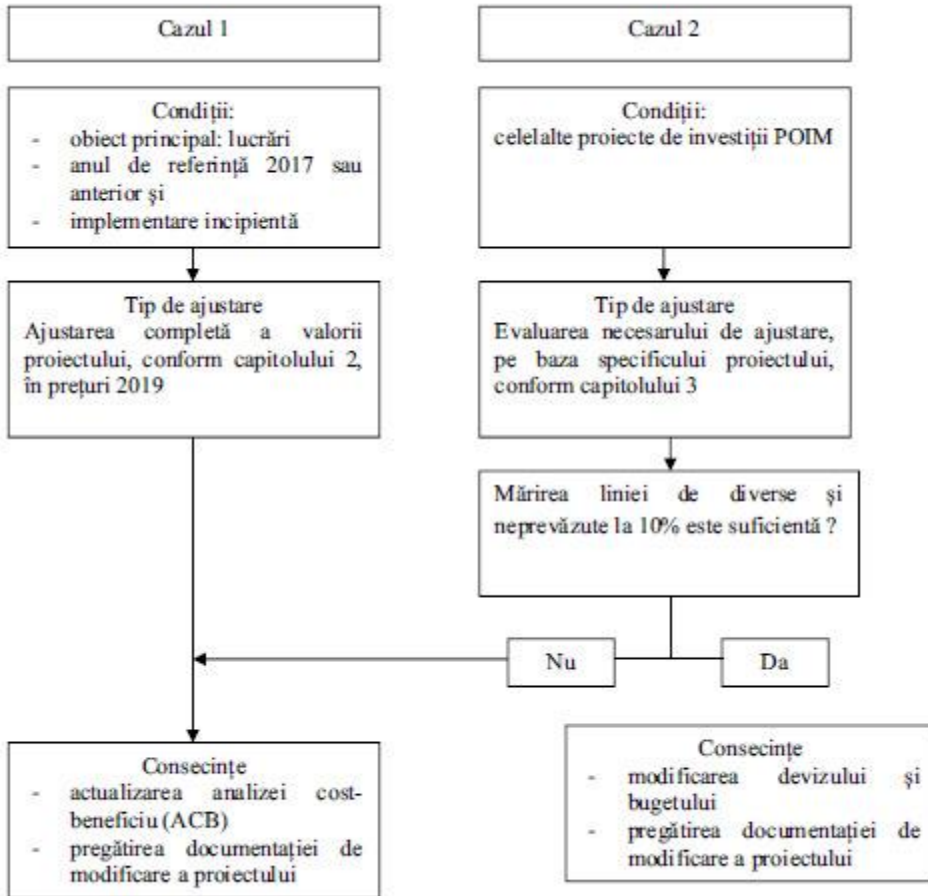 Cazul 1
Condiții:
- obiect principal: lucrări
- anul de referință 2017 sau
anterior și
- implementare incipientă
Tip de ajustare
Ajustarea completă a valorii
proiectului, conform capitolului 2,
în prețuri 2019
Cazul 2
Condiții:
celelalte proiecte de investiții POIM
Tip de ajustare
Evaluarea necesarului de ajustare,
pe baza specificului proiectului,
conform capitolului 3
Mărirea liniei de diverse și
neprevăzute la 10% este suficientă ?
Nu
Da
Consecințe
- actualizarea analizei cost-
beneficiu (ACB)
- pregătirea documentației de
modificare a proiectului
Consecințe
- modificarea devizului și
bugetului
- pregătirea documentației de
modificare a proiectului